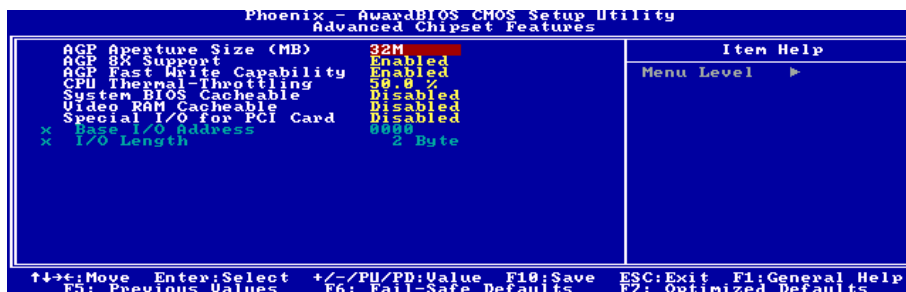 Phoenix - AwardBIOS CMOS Setup Utility
Advanced Chipset Features
AGP Aperture Size (MB) 32M
AGP 8X Support Enabled
AGP Fast Write Capability Enabled
CPU Thermal-Throttling 50.0 %
System BIOS Cacheable Disabled
Video RAM Cacheable Disabled
Special I/O for PCI Card Disabled
x Base I/O Address 0000
x I/O Length 2 Byte
Item Help
Menu Level ►
↑↓→←:Move Enter:Select +/-/PU/PD:Value F10:Save ESC:Exit F1:General Help
F5: Previous Values F6: Fail-Safe Defaults F7: Optimized Defaults